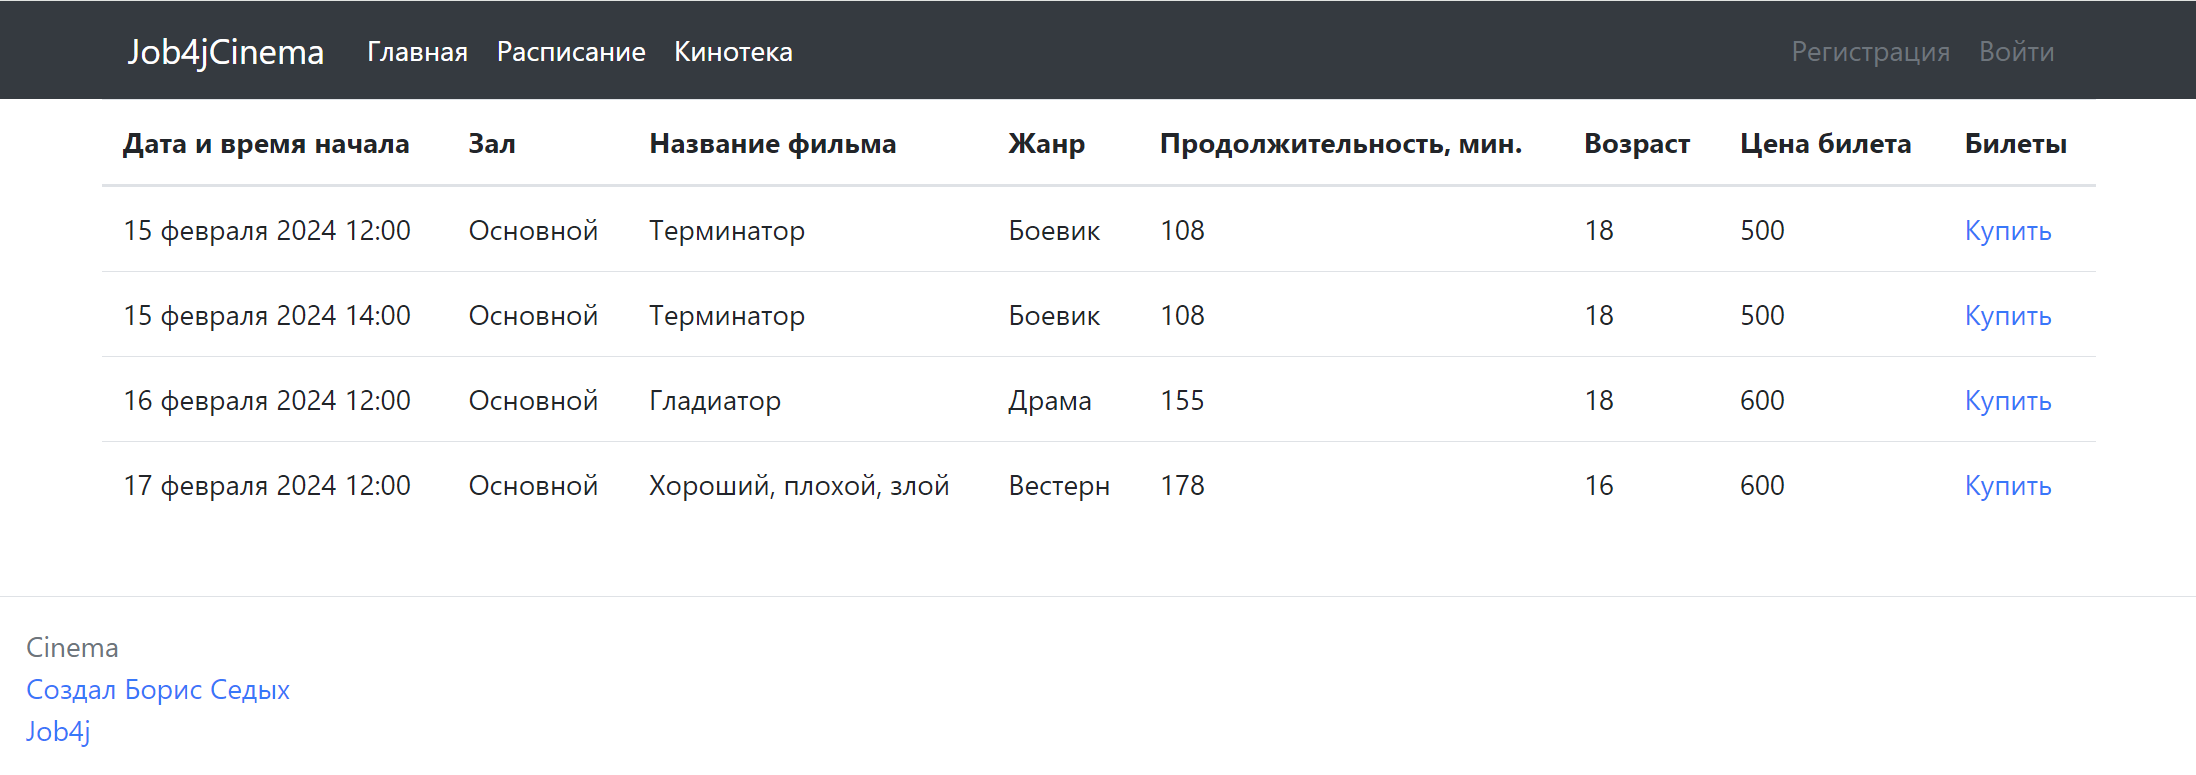 Job4jCinema Главная Расписание Кинотека Регистрация Войти
Дата и время начала Зал Название фильма Жанр Продолжительность, мин. Возраст Цена билета Билеты
15 февраля 2024 12:00 Основной Терминатор Боевик 108 18 500 Купить
15 февраля 2024 14:00 Основной Терминатор Боевик 108 18 500 Купить
16 февраля 2024 12:00 Основной Гладиатор Драма 155 18 600 Купить
17 февраля 2024 12:00 Основной Хороший, плохой, злой Вестерн 178 16 600 Купить
Cinema
Создал Борис Седых
Job4j